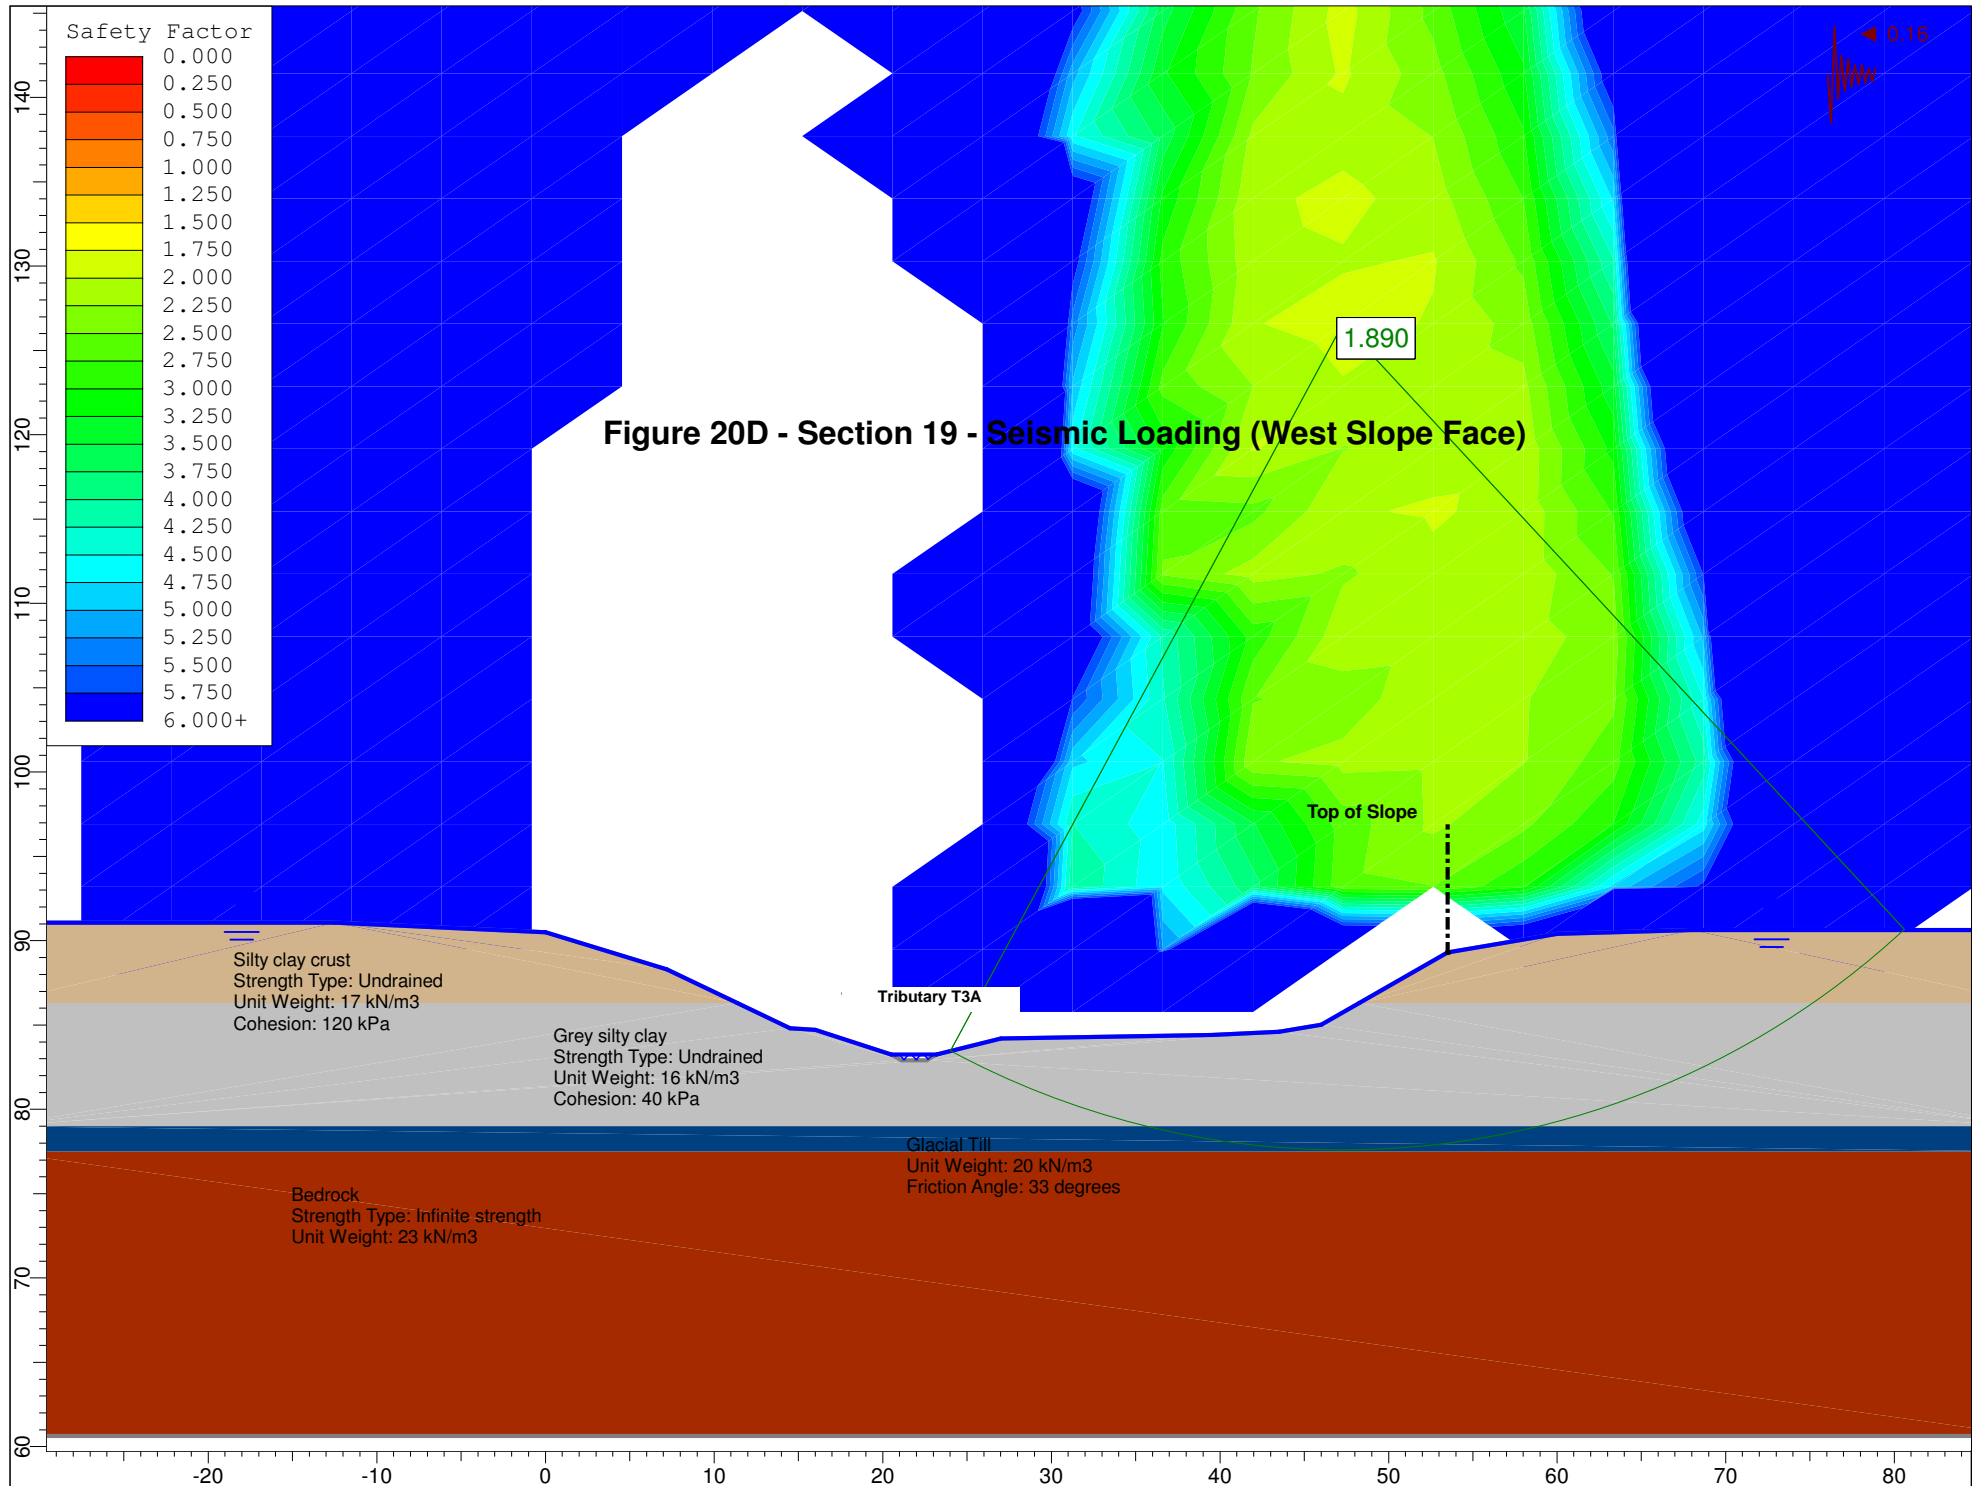 Safety Factor
0.000
0.250
0.500
0.750
1.000
1.250
1.500
1.750
2.000
2.250
2.500
2.750
3.000
3.250
3.500
3.750
4.000
4.250
4.500
4.750
5.000
5.250
5.500
5.750
6.000+
0.16
1.890
Figure 20D - Section 19 - Seismic Loading (West Slope Face)
Top of Slope
Tributary T3A
Silty clay crust
Strength Type: Undrained
Unit Weight: 17 kN/m3
Cohesion: 120 kPa
Grey silty clay
Strength Type: Undrained
Unit Weight: 16 kN/m3
Cohesion: 40 kPa
Glacial Till
Unit Weight: 20 kN/m3
Friction Angle: 33 degrees
Bedrock
Strength Type: Infinite strength
Unit Weight: 23 kN/m3
140
130
120
110
100
90
80
70
60
-20
-10
0
10
20
30
40
50
60
70
80